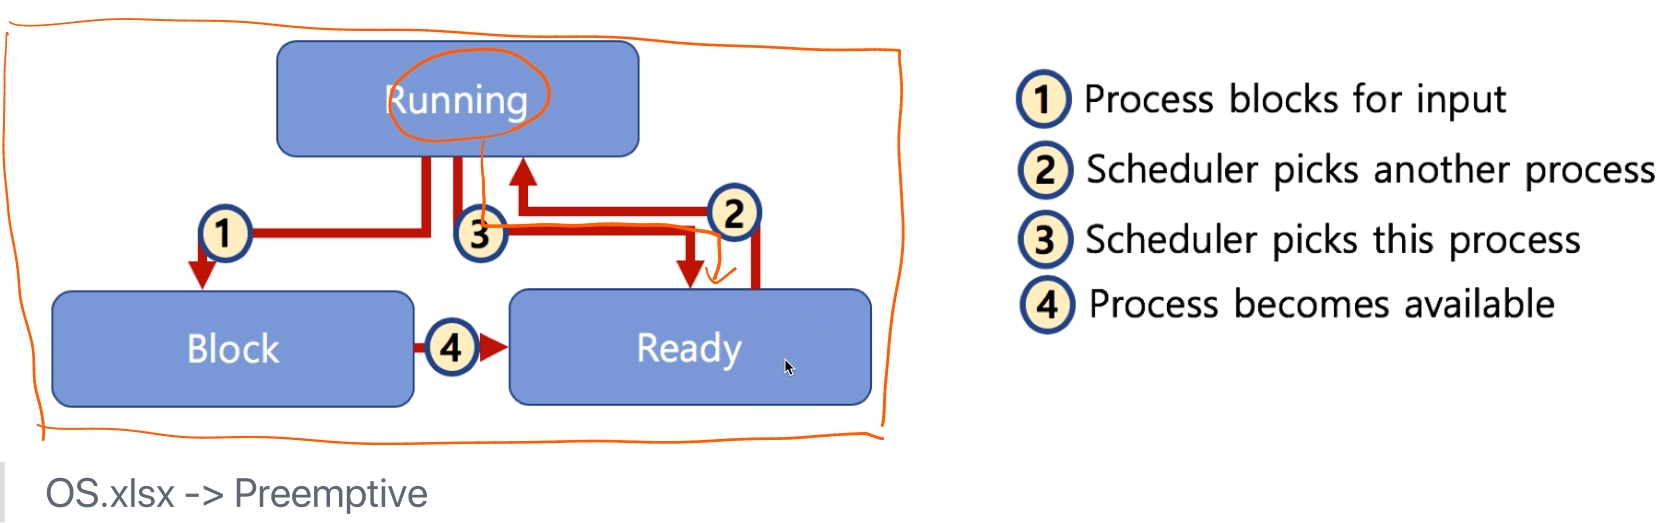 Running
1
3
2
Block
4
Ready
1 Process blocks for input
2 Scheduler picks another process
3 Scheduler picks this process
4 Process becomes available
OS.xlsx -> Preemptive